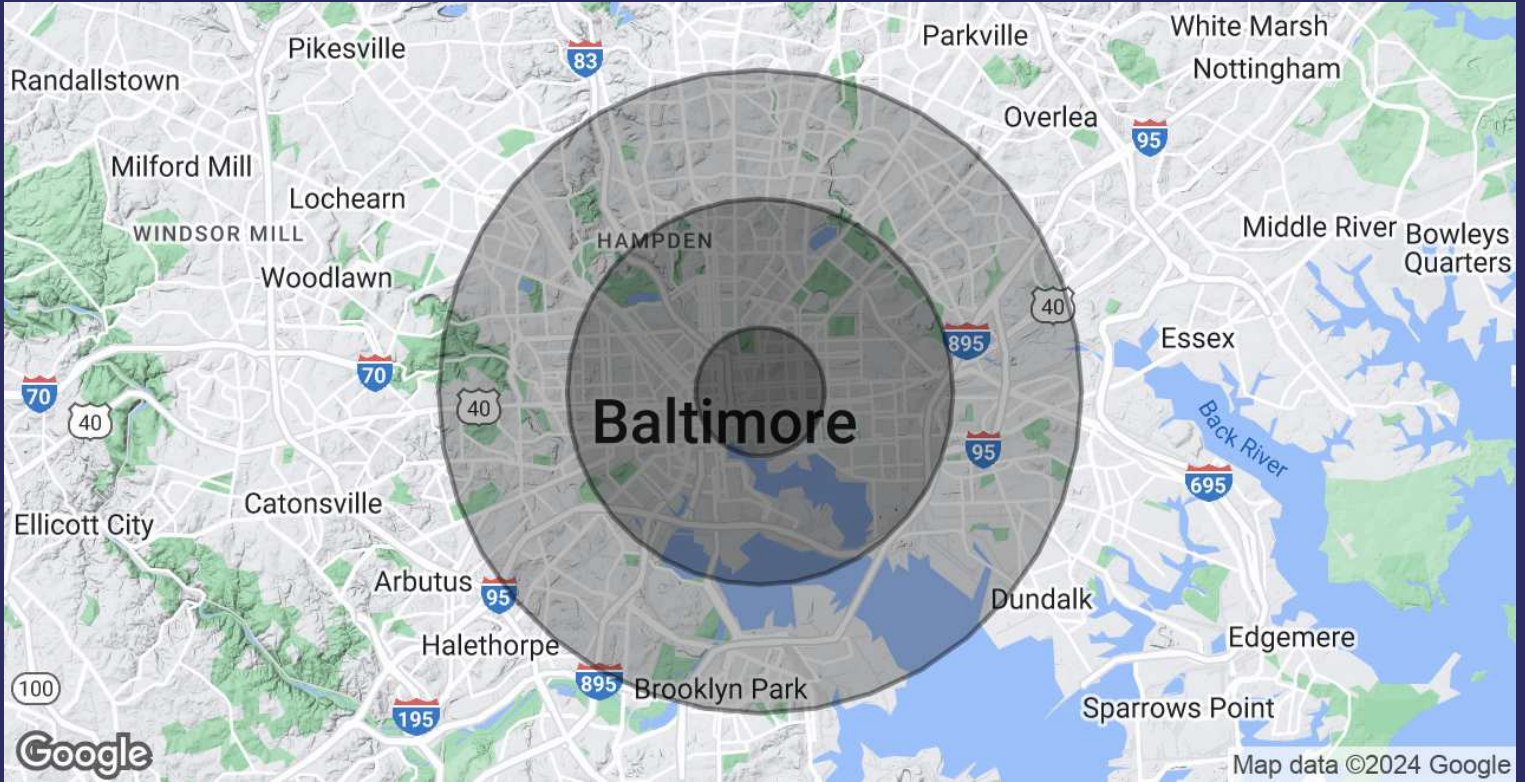 White Marsh
Parkville
Pikesville
83
Nottingham
Randallstown
Overlea
95
Milford Mill
Lochearn
Middle River
WINDSOR MILL
HAMPDEN
Bowleys
Quarters
Woodlawn
40
Essex
895
70
70
40
40
Baltimore
Back River
95
695
Catonsville
Ellicott City
Arbutus
95
Dundalk
Halethorpe
Edgemere
895
Brooklyn Park
100
Sparrows Point
195
Google
Map data ©2024 Google